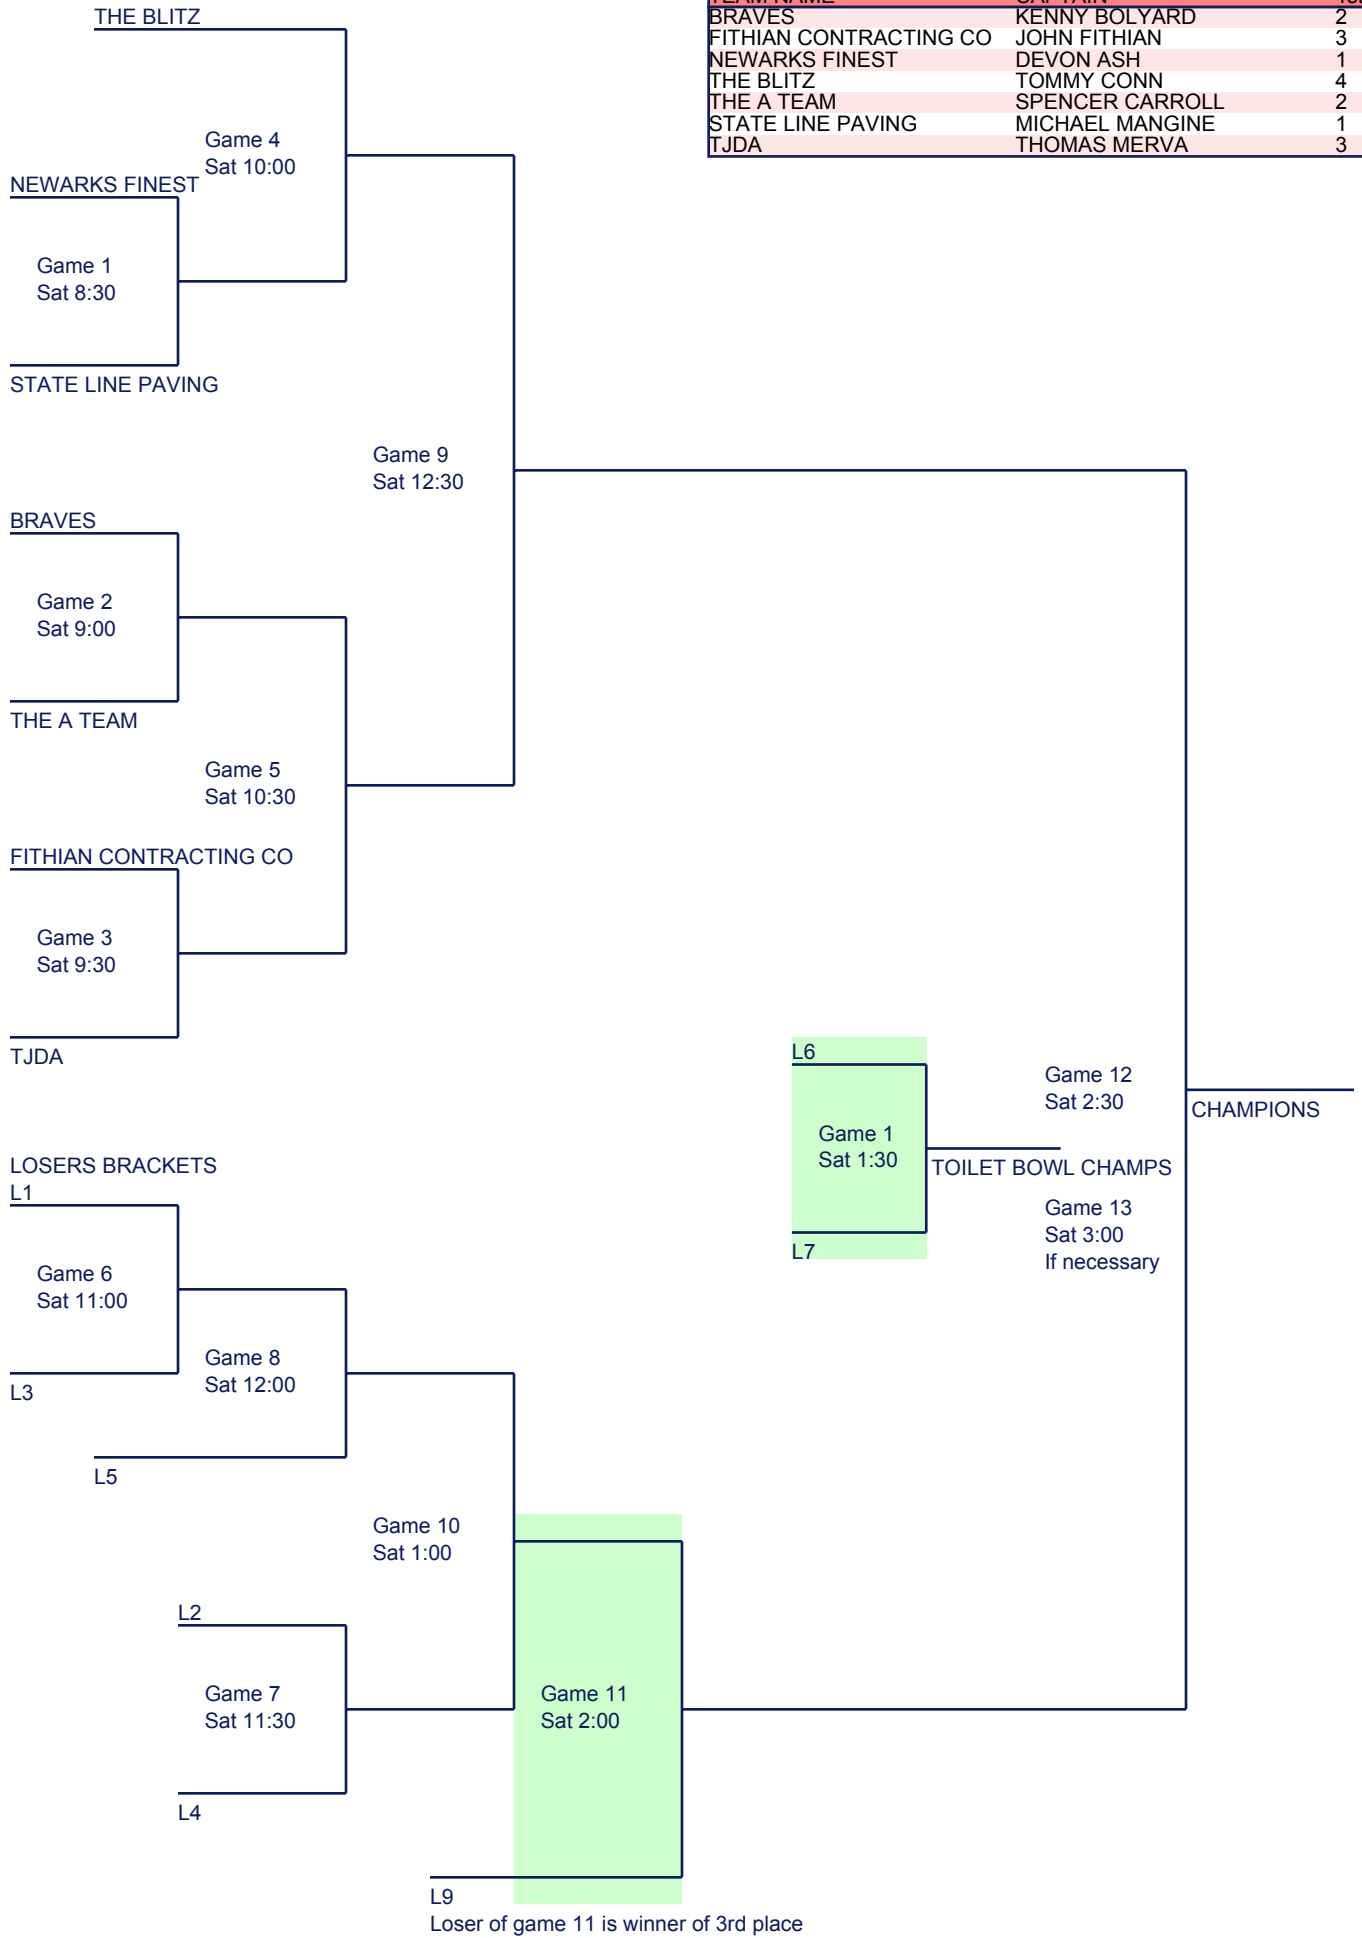 THE BLITZ
BRAVES KENNY BOLYARD 2
FITHIAN CONTRACTING CO JOHN FITHIAN 3
NEWARKS FINEST DEVON ASH 1
THE BLITZ TOMMY CONN 4
THE A TEAM SPENCER CARROLL 2
STATE LINE PAVING MICHAEL MANGINE 1
TJDA THOMAS MERVA 3
Game 4
Sat 10:00
NEWARKS FINEST
Game 1
Sat 8:30
STATE LINE PAVING
Game 9
Sat 12:30
BRAVES
Game 2
Sat 9:00
THE A TEAM
Game 5
Sat 10:30
FITHIAN CONTRACTING CO
Game 3
Sat 9:30
TJDA
L6
Game 12
Sat 2:30
CHAMPIONS
Game 1
Sat 1:30
TOILET BOWL CHAMPS
Game 13
Sat 3:00
If necessary
L7
LOSERS BRACKETS
L1
Game 6
Sat 11:00
L3
Game 8
Sat 12:00
L5
Game 10
Sat 1:00
L2
Game 7
Sat 11:30
L4
Game 11
Sat 2:00
L9
Loser of game 11 is winner of 3rd place